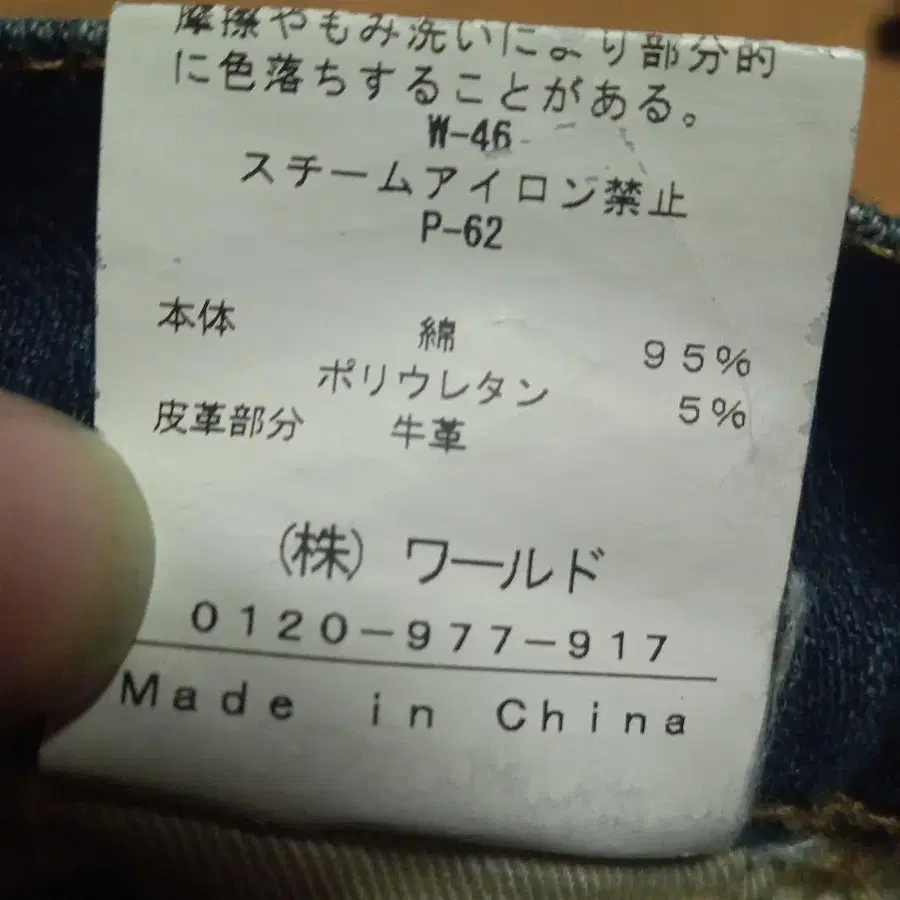 摩擦やもみ洗いにより部分的
に色落ちすることがある。
W-46
スチームアイロン禁止
P-62
本体 綿 95%
ポリウレタン 5%
皮革部分 牛革
(株) ワールド
0120-977-917
Made in China